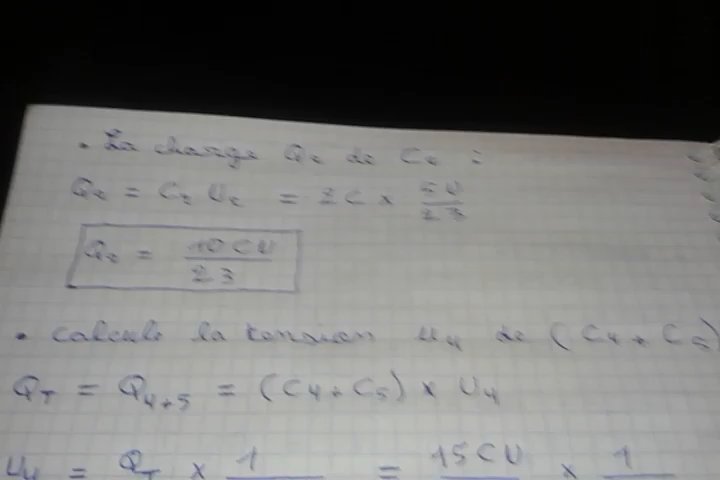 . La charge Q₂ de C₂ :
Q₂ = C₂ U₂ = 2C × 5U/23
Q₂ = 10CU/23
. Calcule la tension U₄ de (C₄ + C₅)
Q_T = Q₄₊₅ = (C₄ + C₅) × U₄
U₄ = Q_T × 1 = 15CU × 1